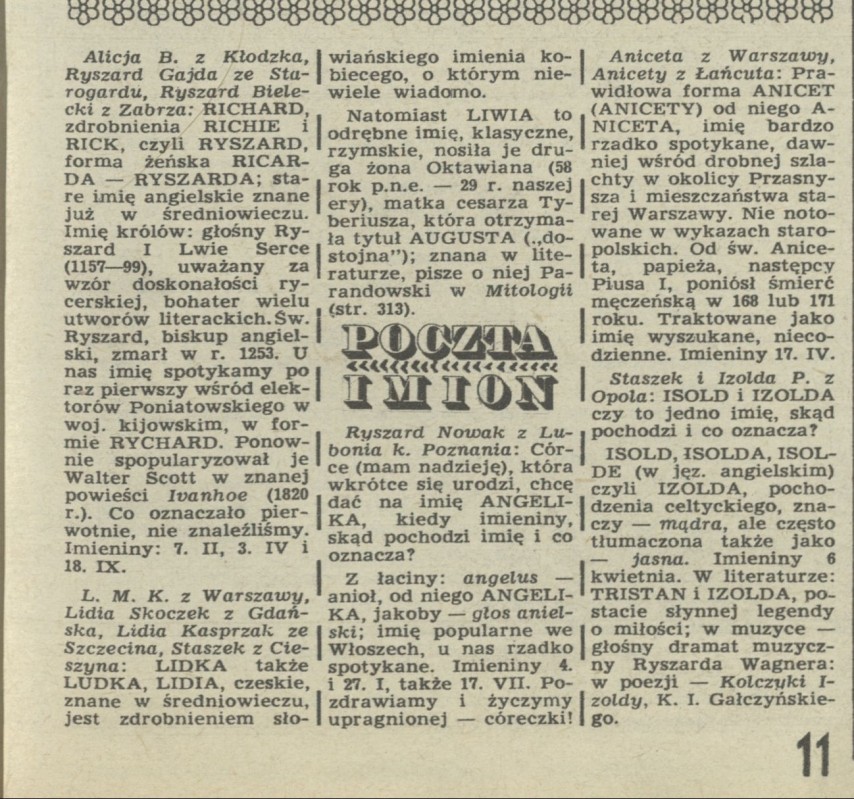 Alicja B. z Kłodzka,
Ryszard Gajda ze Sta-
rogardu, Ryszard Biele-
cki z Zabrza: RICHARD,
zdrobnienia RICHIE i
RICK, czyli RYSZARD,
forma żeńska RICAR-
DA — RYSZARDA; sta-
re imię angielskie znane
już w średniowieczu.
Imię królów: głośny Ry-
szard I Lwie Serce
(1157—99), uważany za
wzór doskonałości ry-
cerskiej, bohater wielu
utworów literackich. Św.
Ryszard, biskup angiel-
ski, zmarł w r. 1253. U
nas imię spotykamy po
raz pierwszy wśród elek-
torów Poniatowskiego w
woj. kijowskim, w for-
mie RYCHARD. Ponow-
nie spopularyzował je
Walter Scott w znanej
powieści Ivanhoe (1820
r.). Co oznaczało pier-
wotnie, nie znaleźliśmy.
Imieniny: 7. II, 3. IV i
18. IX.
L. M. K. z Warszawy,
Lidia Skoczek z Gdań-
ska, Lidia Kasprzak ze
Szczecina, Staszek z Cie-
szyna: LIDKA także
LUDKA, LIDIA, czeskie,
znane w średniowieczu,
jest zdrobnieniem sło-
wiańskiego imienia ko-
biecego, o którym nie-
wiele wiadomo.
Natomiast LIWIA to
odrębne imię, klasyczne,
rzymskie, nosiła je dru-
ga żona Oktawiana (58
rok p.n.e. — 29 r. naszej
ery), matka cesarza Ty-
beriusza, która otrzyma-
ła tytuł AUGUSTA („do-
stojna"); znana w lite-
raturze, pisze o niej Pa-
randowski w Mitologii
(str. 313).
POCZTA
IMION
Ryszard Nowak z Lu-
bonia k. Poznania: Cór-
ce (mam nadzieję), która
wkrótce się urodzi, chcę
dać na imię ANGELI-
KA, kiedy imieniny,
skąd pochodzi imię i co
oznacza?
Z łaciny: angelus —
anioł, od niego ANGELI-
KA, jakoby — głos aniel-
ski; imię popularne we
Włoszech, u nas rzadko
spotykane. Imieniny 4.
i 27. I, także 17. VII. Po-
zdrawiamy i życzymy
upragnionej — córeczki!
Aniceta z Warszawy,
Anicety z Łańcuta: Pra-
widłowa forma ANICET
(ANICETY) od niego A-
NICETA, imię bardzo
rzadko spotykane, daw-
niej wśród drobnej szla-
chty w okolicy Przasny-
sza i mieszczaństwa sta-
rej Warszawy. Nie noto-
wane w wykazach staro-
polskich. Od św. Anice-
ta, papieża, następcy
Piusa I, poniósł śmierć
męczeńską w 168 lub 171
roku. Traktowane jako
imię wyszukane, nieco-
dzienne. Imieniny 17. IV.
Staszek i Izolda P. z
Opola: ISOLD i IZOLDA
czy to jedno imię, skąd
pochodzi i co oznacza?
ISOLD, ISOLDA, ISOL-
DE (w jęz. angielskim)
czyli IZOLDA, pocho-
dzenia celtyckiego, zna-
czy — mądra, ale często
tłumaczona także jako
— jasna. Imieniny 6
kwietnia. W literaturze:
TRISTAN i IZOLDA, po-
stacie słynnej legendy
o miłości; w muzyce —
głośny dramat muzycz-
ny Ryszarda Wagnera:
w poezji — Kolczyki I-
zoldy, K. I. Gałczyńskie-
go.
11